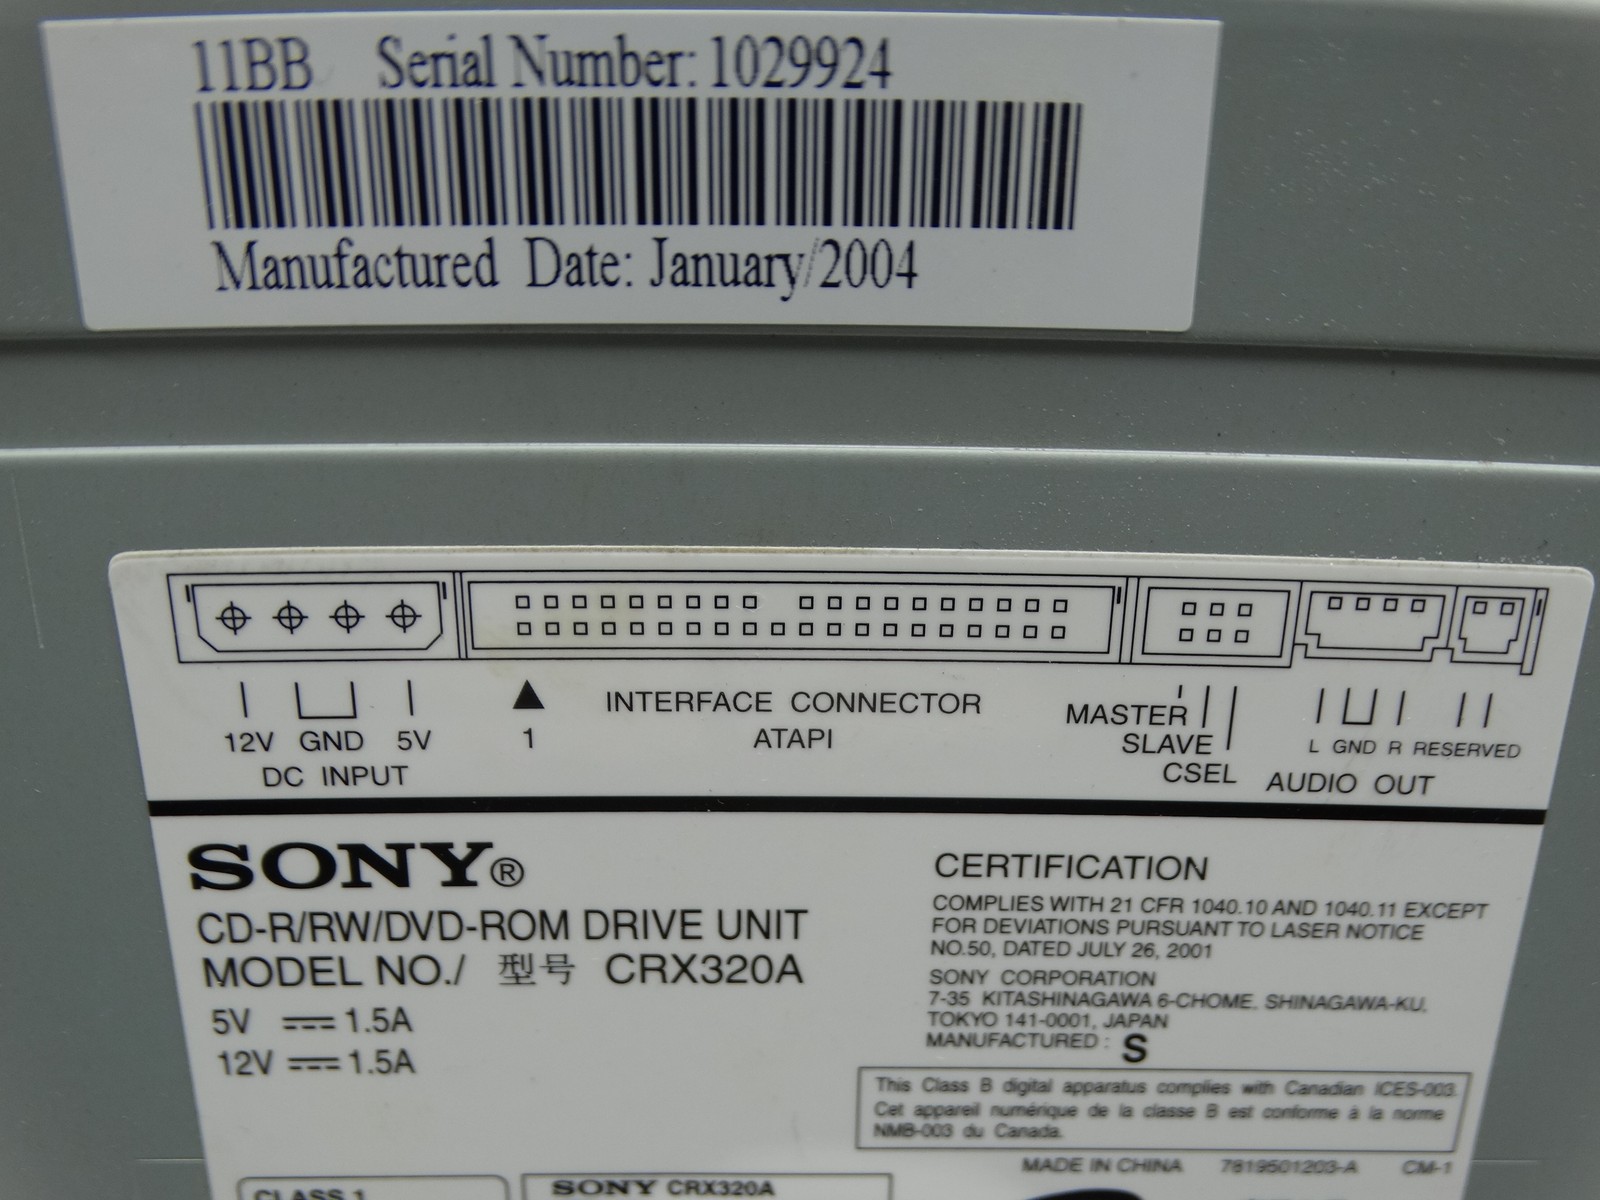 11BB Serial Number: 1029924
Manufactured Date: January/2004
12V GND 5V
DC INPUT
1
INTERFACE CONNECTOR
ATAPI
MASTER
SLAVE
CSEL
L GND R RESERVED
AUDIO OUT
SONY®
CD-R/RW/DVD-ROM DRIVE UNIT
MODEL NO./ 型号 CRX320A
5V 1.5A
12V 1.5A
CERTIFICATION
COMPLIES WITH 21 CFR 1040.10 AND 1040.11 EXCEPT
FOR DEVIATIONS PURSUANT TO LASER NOTICE
NO.50, DATED JULY 26, 2001
SONY CORPORATION
7-35 KITASHINAGAWA 6-CHOME, SHINAGAWA-KU,
TOKYO 141-0001, JAPAN
MANUFACTURED : S
This Class B digital apparatus complies with Canadian ICES-003.
Cet appareil numérique de la classe B est conforme à la norme
NMB-003 du Canada.
MADE IN CHINA 7819501203-A CM-1
CLASS 1
SONY CRX320A